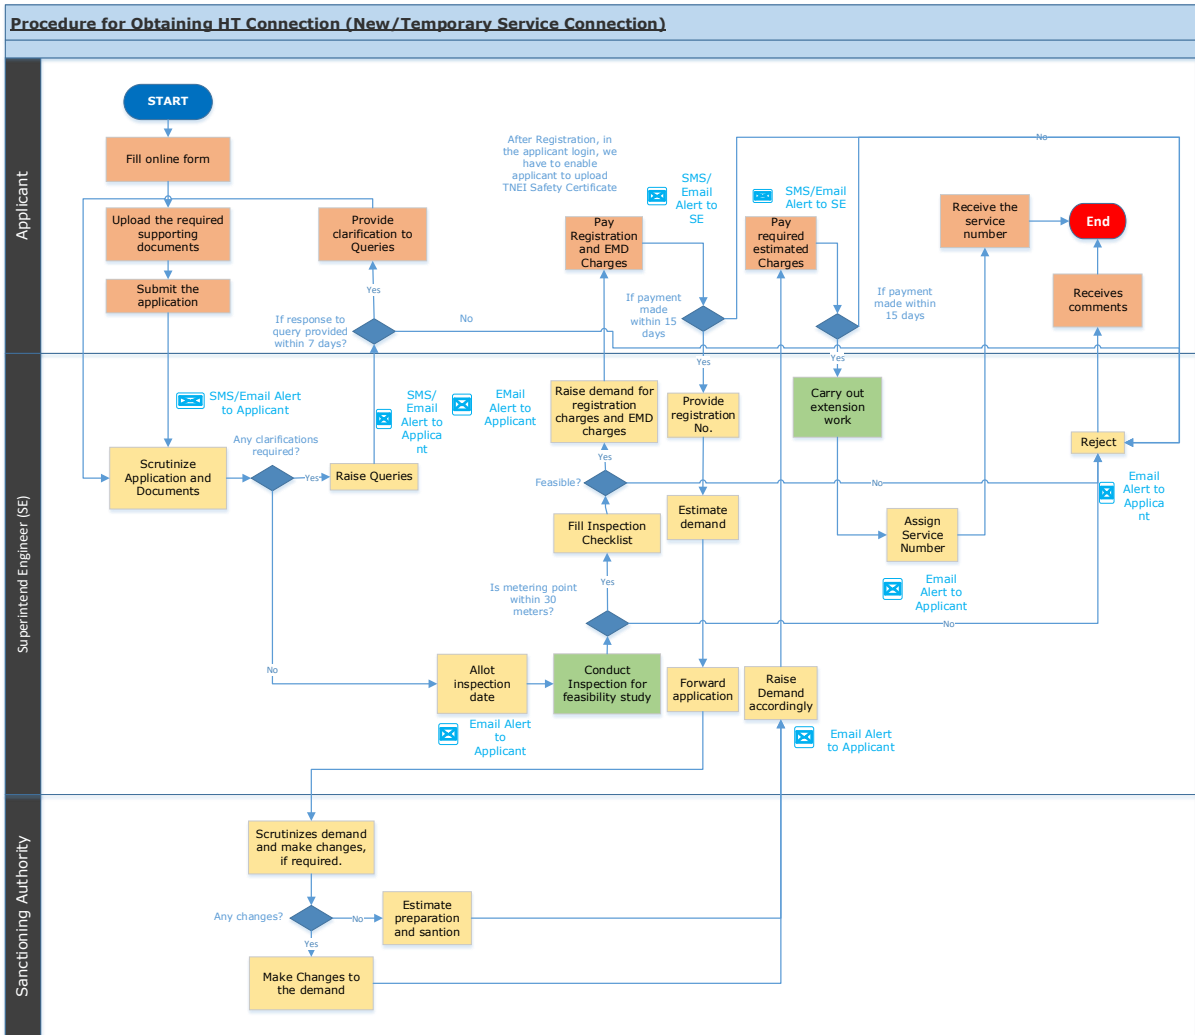 Procedure for Obtaining HT Connection (New/Temporary Service Connection)
Applicant
START
Fill online form
Upload the required
supporting
documents
Submit the
application
Provide
clarification to
Queries
Yes
If response to
query provided
within 7 days?
No
After Registration, in
the applicant login, we
have to enable
applicant to upload
TNEI Safety Certificate
Pay
Registration
and EMD
Charges
SMS/
Email
Alert to
SE
If payment
made
within 15
days
Yes
Pay
required
estimated
Charges
SMS/Email
Alert to SE
If payment
made within
15 days
Yes
No
Receive the
service
number
End
Receives
comments
Superintend Engineer (SE)
SMS/Email Alert
to Applicant
Any clarifications
required?
Scrutinize
Application and
Documents
Yes
Raise Queries
SMS/
Email
Alert to
Applica
nt
EMail
Alert to
Applicant
Raise demand for
registration
charges and EMD
charges
Yes
Feasible?
No
Fill Inspection
Checklist
Yes
Is metering point
within 30
meters?
No
No
Allot
inspection
date
Email Alert
to
Applicant
Conduct
Inspection for
feasibility study
Provide
registration
No.
Estimate
demand
Forward
application
Raise
Demand
accordingly
Email Alert
to Applicant
Carry out
extension
work
Assign
Service
Number
Email
Alert to
Applicant
Reject
Email
Alert to
Applica
nt
Sanctioning Authority
Scrutinizes demand
and make changes,
if required.
Any changes?
No
Yes
Estimate
preparation
and santion
Make Changes to
the demand